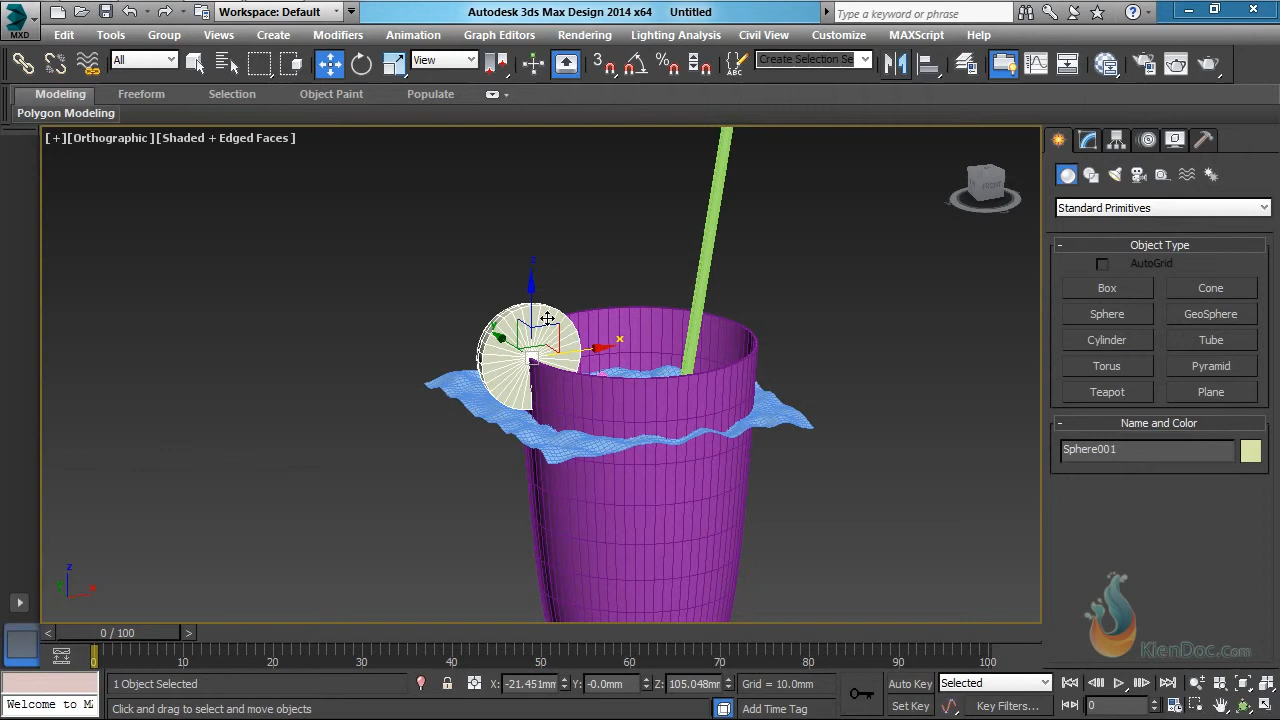 MXD
Workspace: Default
Autodesk 3ds Max Design 2014 x64 Untitled
Type a keyword or phrase
Edit Tools Group Views Create Modifiers Animation Graph Editors Rendering Lighting Analysis Civil View Customize MAXScript Help
All View 3 Create Selection Se
Modeling Freeform Selection Object Paint Populate
Polygon Modeling
[+][Orthographic][Shaded + Edged Faces]
FRONT
Standard Primitives
- Object Type
AutoGrid
Box Cone
Sphere GeoSphere
Cylinder Tube
Torus Pyramid
Teapot Plane
- Name and Color
Sphere001
z
y
x
z
KienDoc.Com
< 0 / 100 >
0 10 20 30 40 50 60 70 80 90 100
1 Object Selected X: -21.451mm Y: -0.0mm Z: 105.048mm Grid = 10.0mm Auto Key Selected
Welcome to M Click and drag to select and move objects Add Time Tag Set Key Key Filters... 0